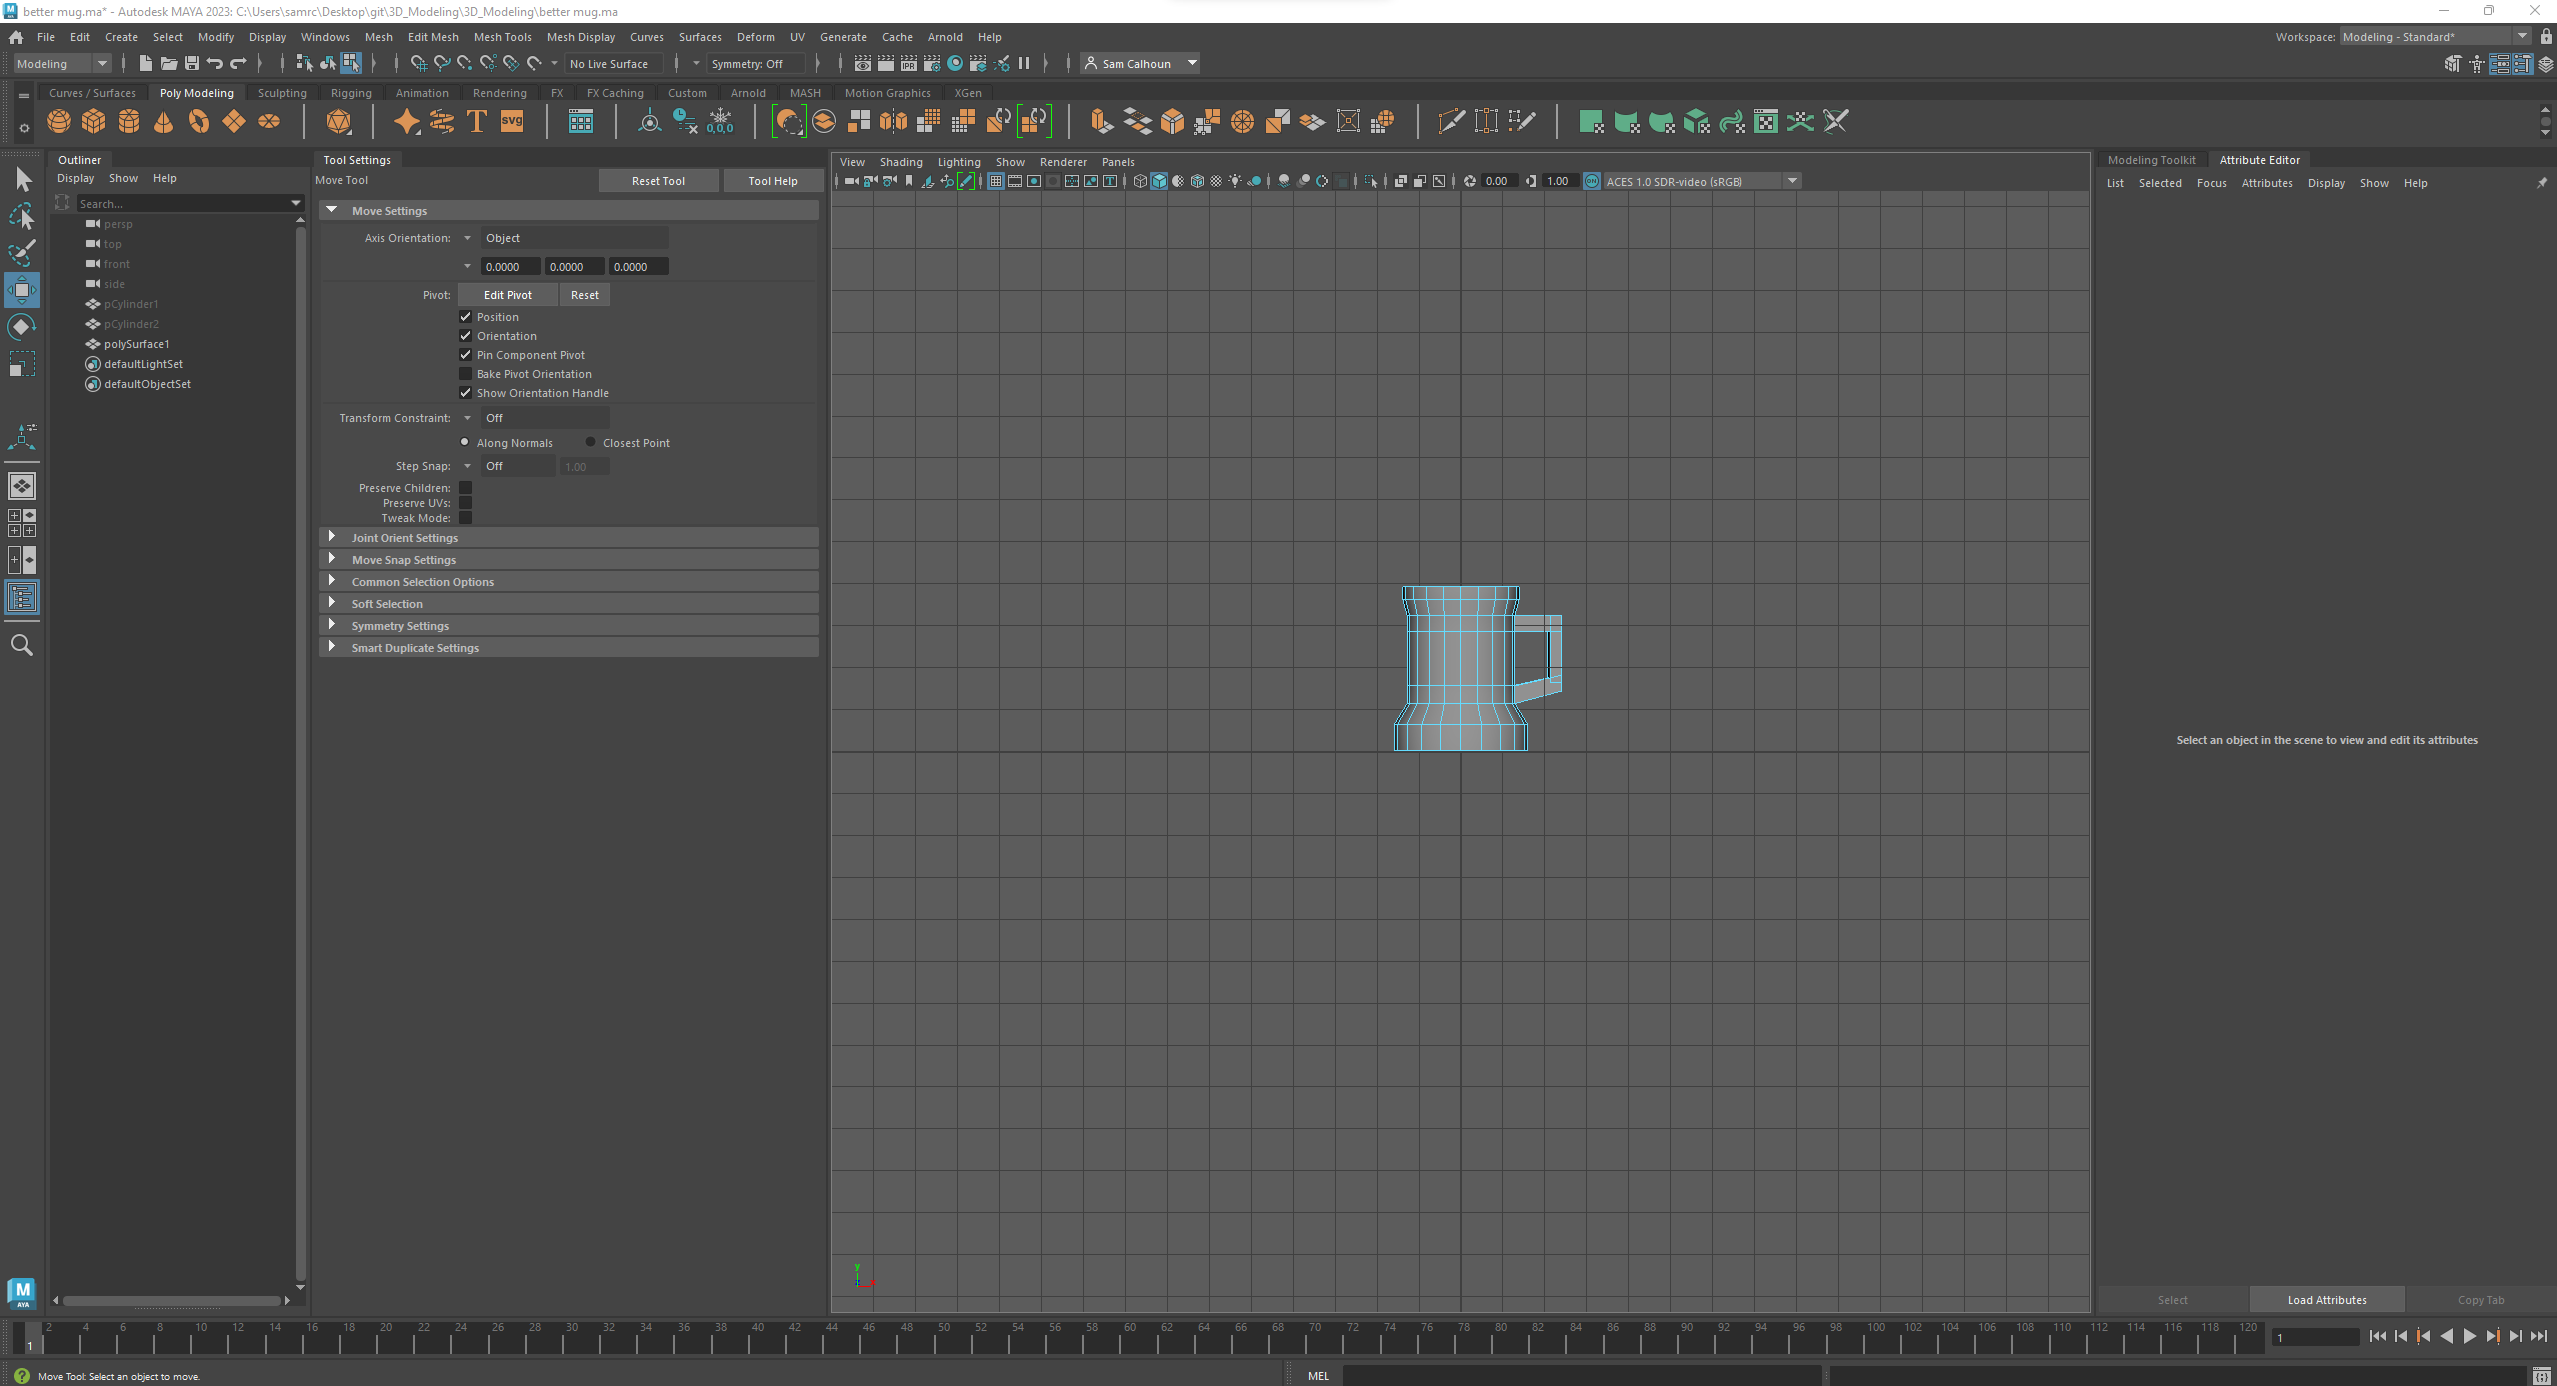 better mug.ma* - Autodesk MAYA 2023: C:\Users\samrc\Desktop\git\3D_Modeling\3D_Modeling\better mug.ma
File Edit Create Select Modify Display Windows Mesh Edit Mesh Mesh Tools Mesh Display Curves Surfaces Deform UV Generate Cache Arnold Help
Workspace: Modeling - Standard*
Modeling No Live Surface Symmetry: Off IPR Sam Calhoun
Curves / Surfaces Poly Modeling Sculpting Rigging Animation Rendering FX FX Caching Custom Arnold MASH Motion Graphics XGen
T SVG 0,0,0
Outliner
Display Show Help
Search...
persp
top
front
side
pCylinder1
pCylinder2
polySurface1
defaultLightSet
defaultObjectSet
Tool Settings
Move Tool Reset Tool Tool Help
Move Settings
Axis Orientation: Object
0.0000 0.0000 0.0000
Pivot: Edit Pivot Reset
Position
Orientation
Pin Component Pivot
Bake Pivot Orientation
Show Orientation Handle
Transform Constraint: Off
Along Normals Closest Point
Step Snap: Off 1.00
Preserve Children:
Preserve UVs:
Tweak Mode:
Joint Orient Settings
Move Snap Settings
Common Selection Options
Soft Selection
Symmetry Settings
Smart Duplicate Settings
View Shading Lighting Show Renderer Panels
0.00 1.00 ON ACES 1.0 SDR-video (sRGB)
y
z x
Modeling Toolkit Attribute Editor
List Selected Focus Attributes Display Show Help
Select an object in the scene to view and edit its attributes
Select Load Attributes Copy Tab
M
AYA
2 4 6 8 10 12 14 16 18 20 22 24 26 28 30 32 34 36 38 40 42 44 46 48 50 52 54 56 58 60 62 64 66 68 70 72 74 76 78 80 82 84 86 88 90 92 94 96 98 100 102 104 106 108 110 112 114 116 118 120
1 1
Move Tool: Select an object to move. MEL